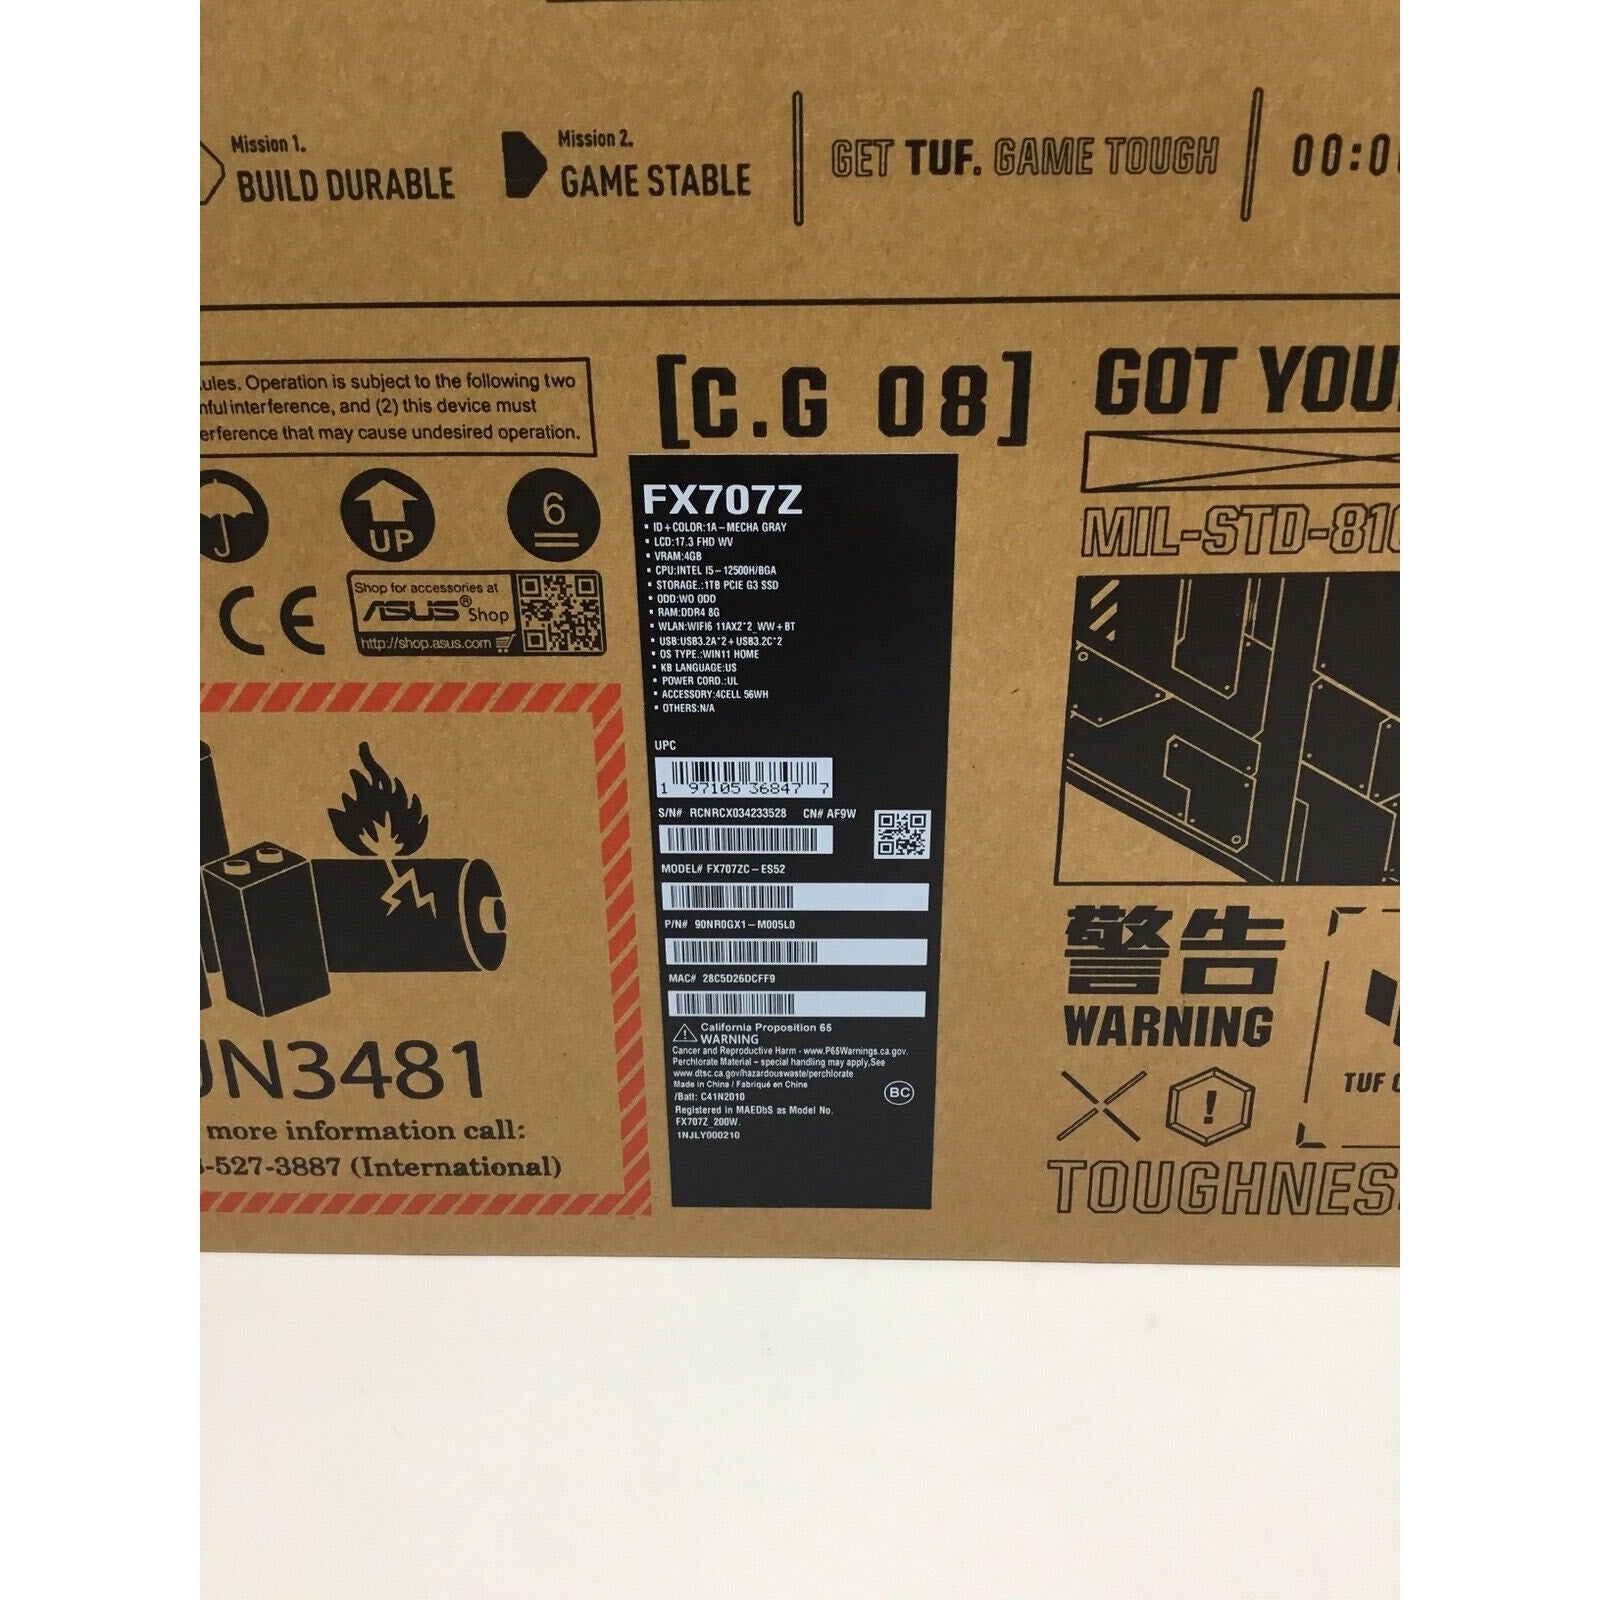 Mission 1.
BUILD DURABLE
Mission 2.
GAME STABLE
GET TUF. GAME TOUGH
Operation is subject to the following two
interference, and (2) this device must
that may cause undesired operation.
UP
6
CE
Shop for accessories at
ASUS® Shop
http://shop.asus.com
UN3481
more information call:
-527-3887 (International)
[C.G 08]
FX707Z
• ID+COLOR:1A-MECHA GRAY
• LCD:17.3 FHD WV
• VRAM:4GB
• CPU:INTEL I5-12500H/BGA
• STORAGE.:1TB PCIE G3 SSD
• ODD:WO ODD
• RAM:DDR4 8G
• WLAN:WIFI6 11AX2*2_WW+BT
• USB:USB3.2A*2+USB3.2C*2
• OS TYPE.:WIN11 HOME
• KB LANGUAGE:US
• POWER CORD.:UL
• ACCESSORY:4CELL 56WH
• OTHERS:N/A
UPC
1 97105 36847 7
S/N# RCNRCX034233528 CN# AF9W
MODEL# FX707ZC-ES52
P/N# 90NR0GX1-M005L0
MAC# 28C5D26DCFF9
California Proposition 65
WARNING
Cancer and Reproductive Harm - www.P65Warnings.ca.gov.
Perchlorate Material - special handling may apply,See
www.dtsc.ca.gov/hazardouswaste/perchlorate
Made in China / Fabriqué en Chine
/Batt: C41N2010
BC
Registered in MAEDbS as Model No.
FX707Z_200W.
1NJLY000210
GOT YOU
MIL-STD-810
警告
WARNING
!
TUF
TOUGHNES